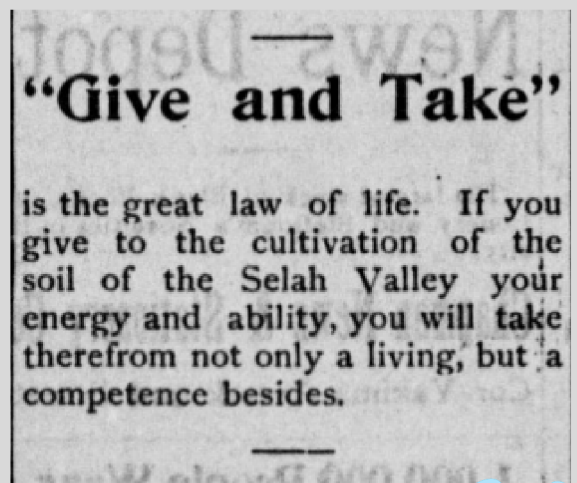 “Give and Take”
is the great law of life. If you
give to the cultivation of the
soil of the Selah Valley your
energy and ability, you will take
therefrom not only a living, but a
competence besides.